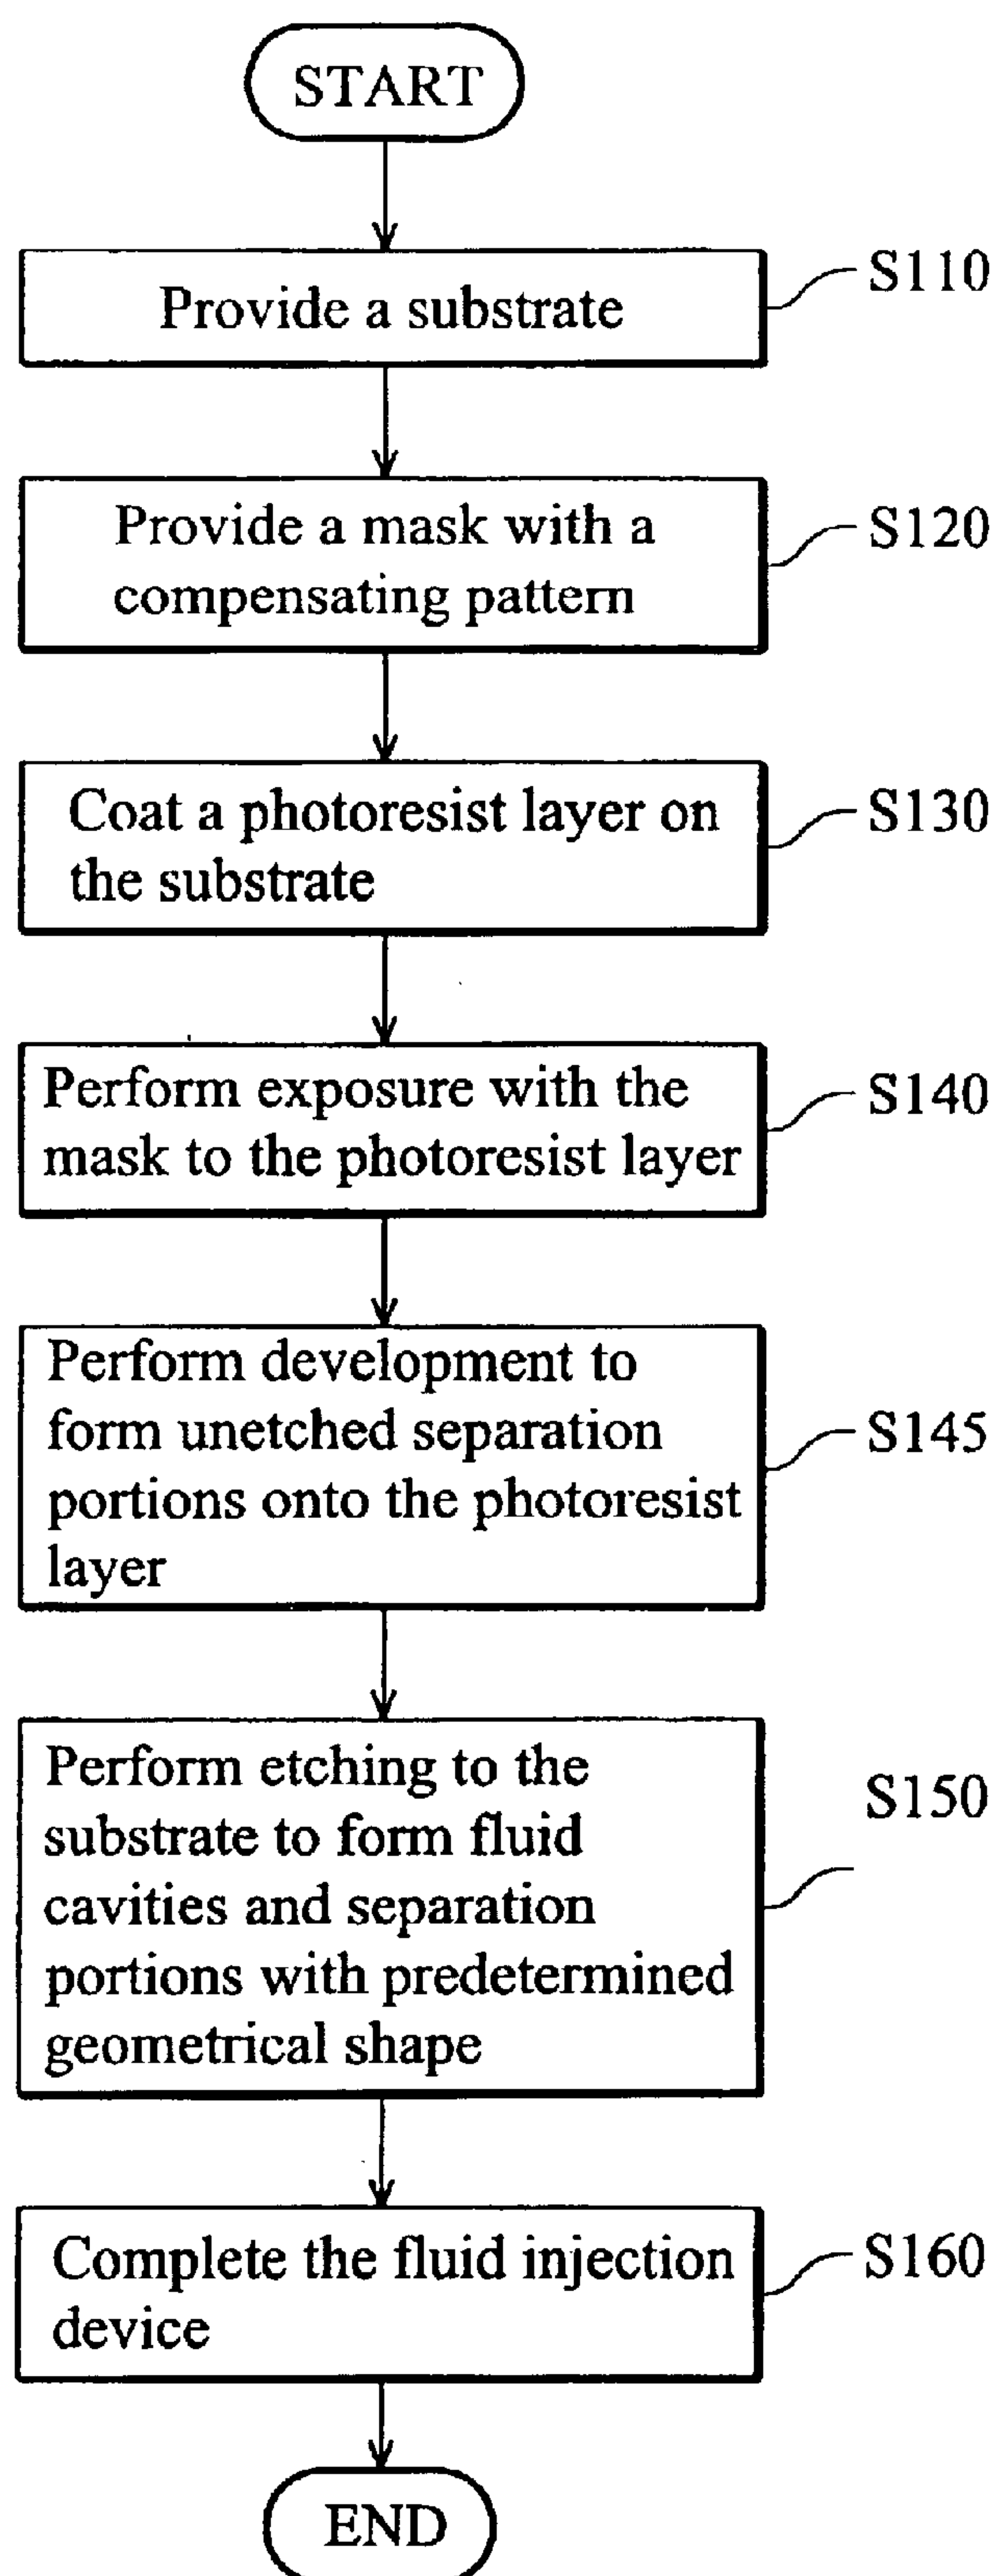 START
Provide a substrate
S110
Provide a mask with a
compensating pattern
S120
Coat a photoresist layer on
the substrate
S130
Perform exposure with the
mask to the photoresist layer
S140
Perform development to
form unetched separation
portions onto the photoresist
layer
S145
Perform etching to the
substrate to form fluid
cavities and separation
portions with predetermined
geometrical shape
S150
Complete the fluid injection
device
S160
END